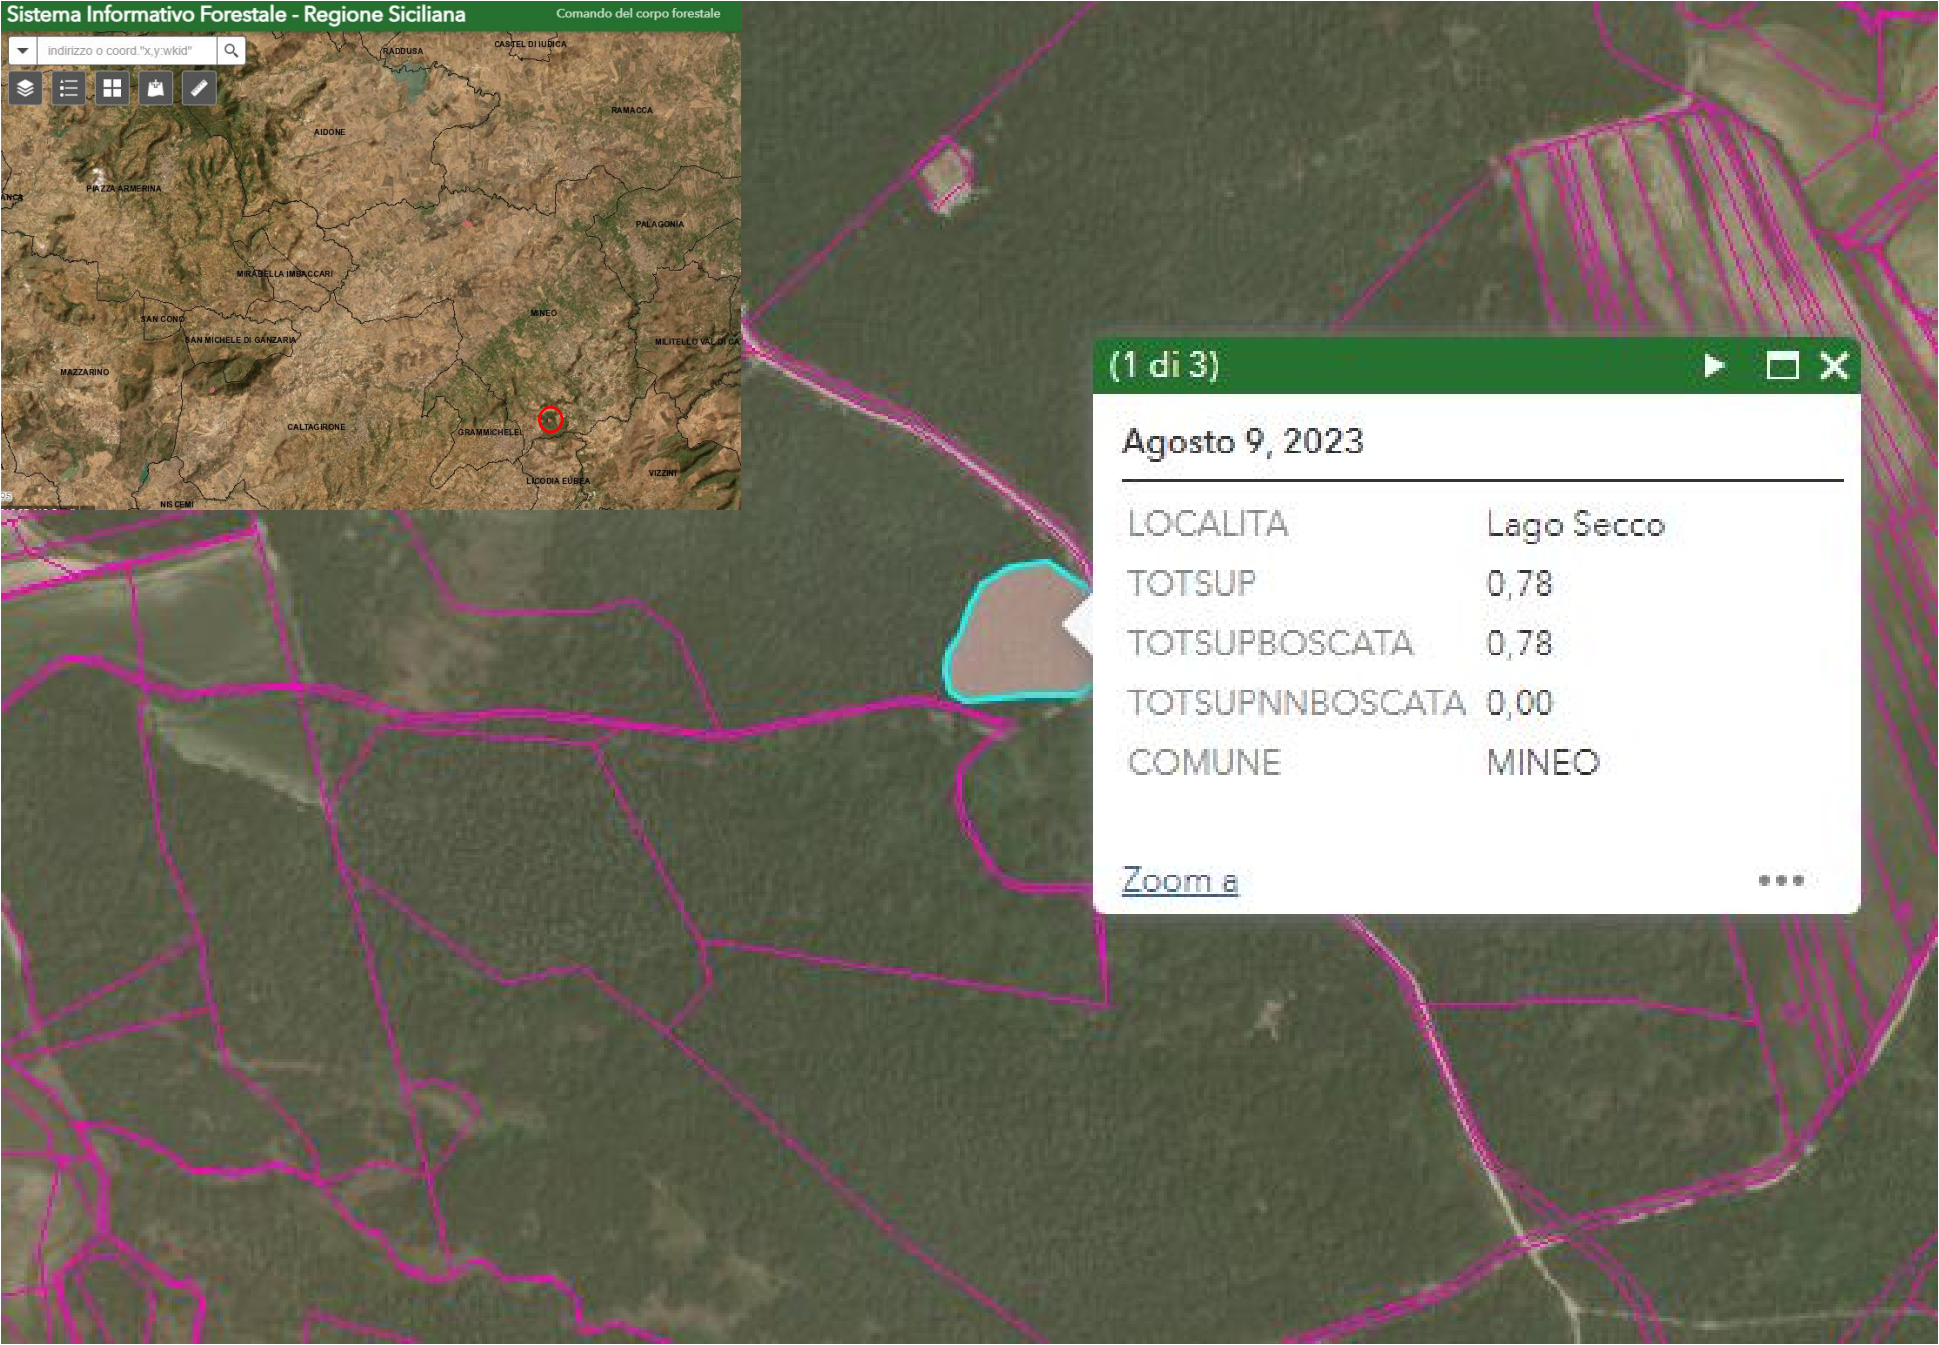 Sistema Informativo Forestale - Regione Siciliana
Comando del corpo forestale
indirizzo o coord."x,y:wkid"
RADDUSA
CASTEL DI IUDICA
RAMACCA
AIDONE
PIAZZA ARMERINA
PALAGONIA
MIRABELLA IMBACCARI
MINEO
SAN CONO
SAN MICHELE DI GANZARIA
MILITELLO VAL DI CA
MAZZARINO
CALTAGIRONE
GRAMMICHELE
LICODIA EUBEA
VIZZINI
NISCEMI
(1 di 3)
Agosto 9, 2023
LOCALITA Lago Secco
TOTSUP 0,78
TOTSUPBOSCATA 0,78
TOTSUPNNBOSCATA 0,00
COMUNE MINEO
Zoom a